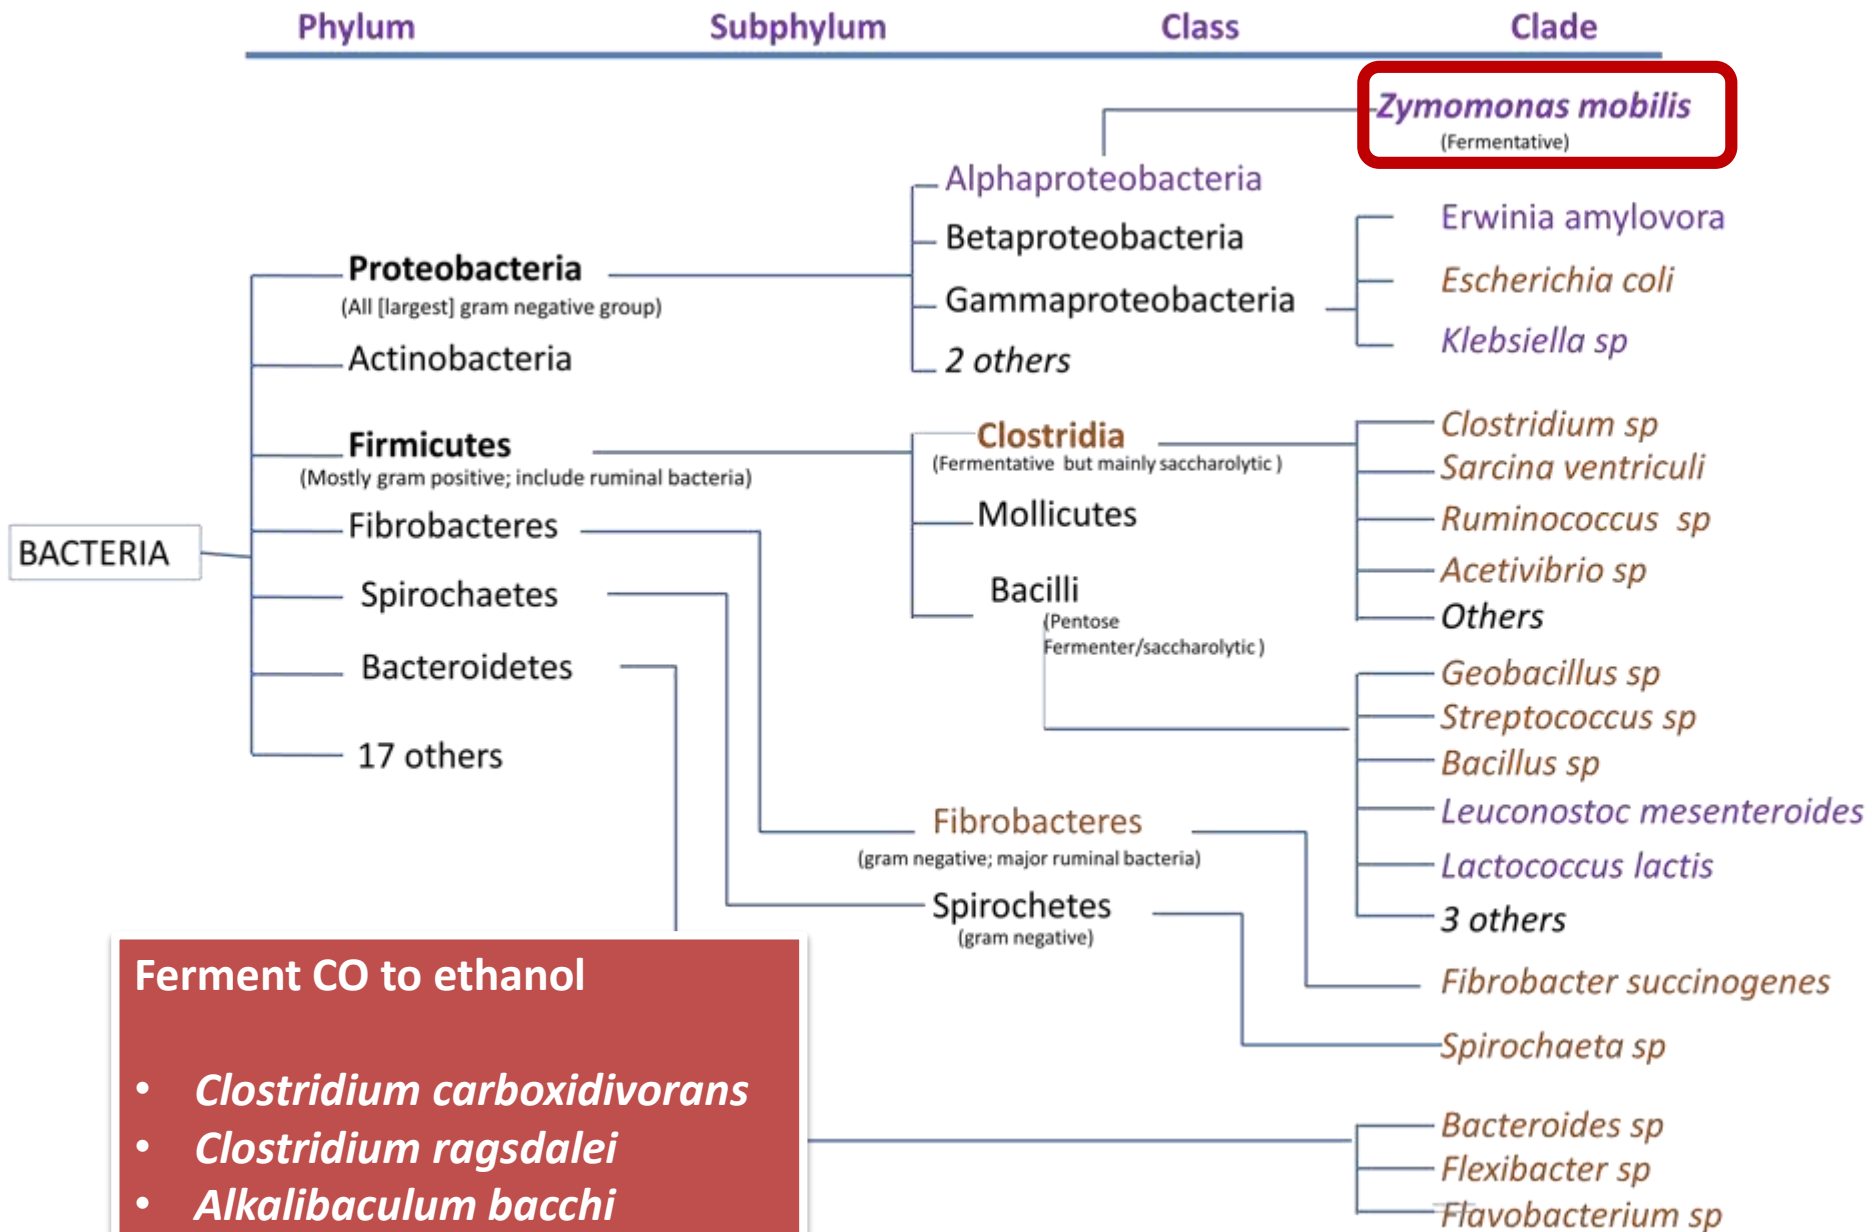 Phylum Subphylum Class Clade
Zymomonas mobilis
(Fermentative)
Alphaproteobacteria
Betaproteobacteria
Gammaproteobacteria
2 others
Erwinia amylovora
Escherichia coli
Klebsiella sp
Proteobacteria
(All [largest] gram negative group)
Actinobacteria
Firmicutes
(Mostly gram positive; include ruminal bacteria)
Fibrobacteres
Spirochaetes
Bacteroidetes
17 others
BACTERIA
Clostridia
(Fermentative but mainly saccharolytic )
Mollicutes
Bacilli
(Pentose
Fermenter/saccharolytic )
Clostridium sp
Sarcina ventriculi
Ruminococcus sp
Acetivibrio sp
Others
Geobacillus sp
Streptococcus sp
Bacillus sp
Leuconostoc mesenteroides
Lactococcus lactis
3 others
Fibrobacteres
(gram negative; major ruminal bacteria)
Spirochetes
(gram negative)
Fibrobacter succinogenes
Spirochaeta sp
Bacteroides sp
Flexibacter sp
Flavobacterium sp
Ferment CO to ethanol
• Clostridium carboxidivorans
• Clostridium ragsdalei
• Alkalibaculum bacchi